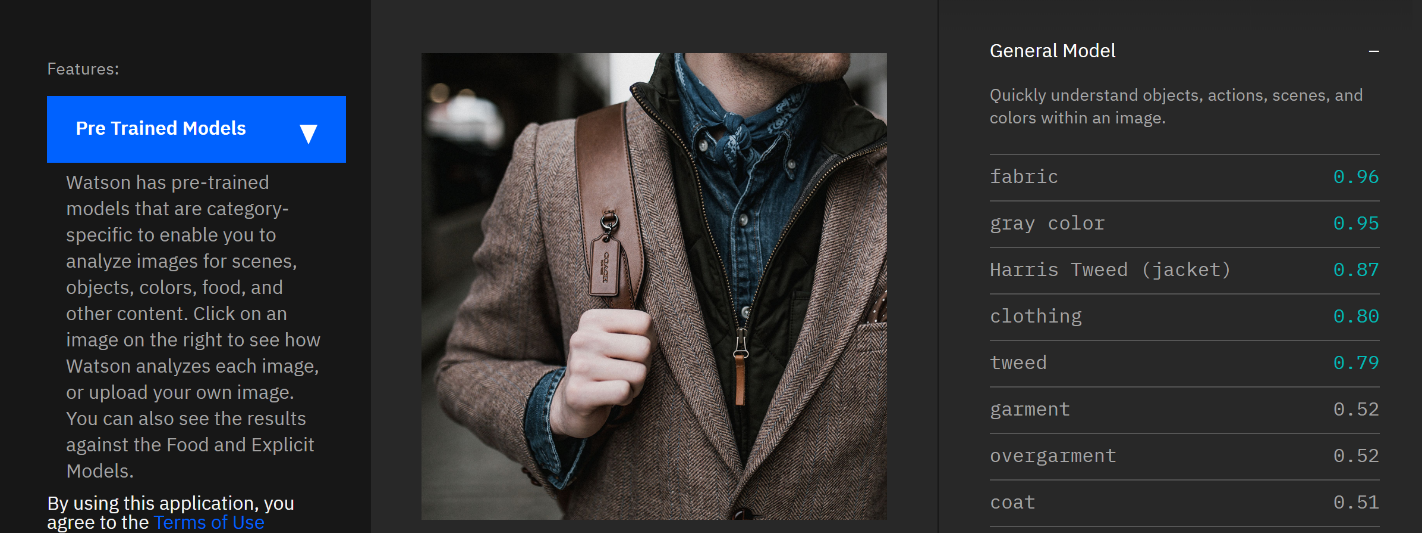 Features:
Pre Trained Models
Watson has pre-trained
models that are category-
specific to enable you to
analyze images for scenes,
objects, colors, food, and
other content. Click on an
image on the right to see how
Watson analyzes each image,
or upload your own image.
You can also see the results
against the Food and Explicit
Models.
By using this application, you
agree to the Terms of Use
COACH
General Model
Quickly understand objects, actions, scenes, and
colors within an image.
fabric 0.96
gray color 0.95
Harris Tweed (jacket) 0.87
clothing 0.80
tweed 0.79
garment 0.52
overgarment 0.52
coat 0.51